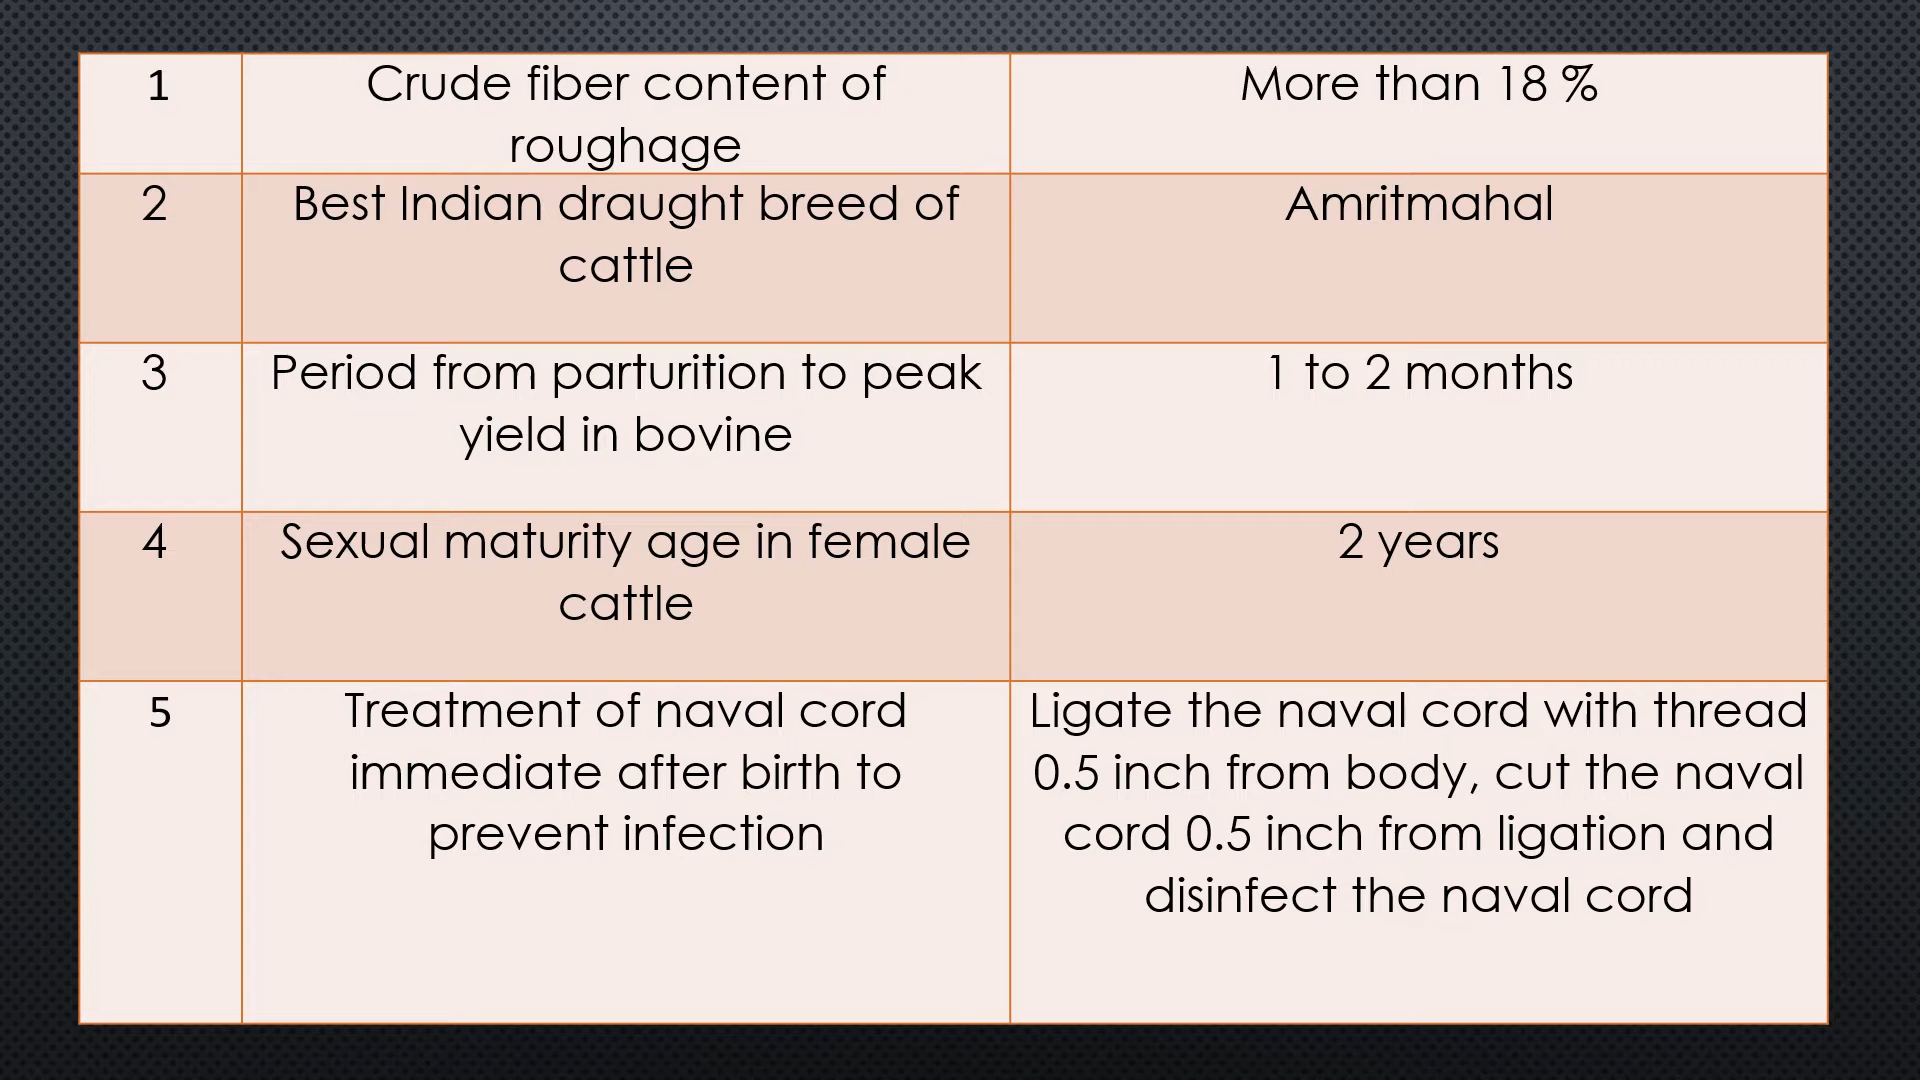 1
Crude fiber content of
roughage
More than 18 %
2
Best Indian draught breed of
cattle
Amritmahal
3
Period from parturition to peak
yield in bovine
1 to 2 months
4
Sexual maturity age in female
cattle
2 years
5
Treatment of naval cord
immediate after birth to
prevent infection
Ligate the naval cord with thread
0.5 inch from body, cut the naval
cord 0.5 inch from ligation and
disinfect the naval cord